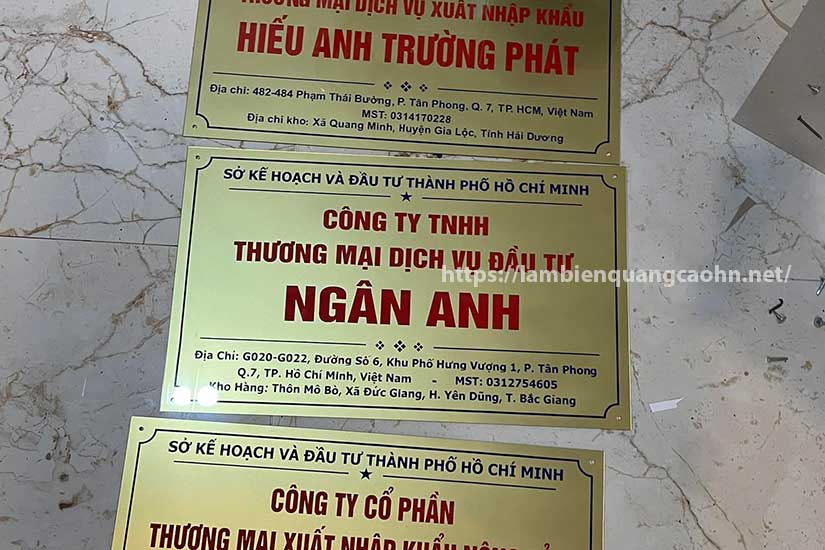 THƯƠNG MẠI DỊCH VỤ XUẤT NHẬP KHẨU
HIẾU ANH TRƯỜNG PHÁT
Địa chỉ: 482-484 Phạm Thái Bường, P. Tân Phong, Q. 7, TP. HCM, Việt Nam
MST: 0314170228
Địa chỉ kho: Xã Quang Minh, Huyện Gia Lộc, Tỉnh Hải Dương
SỞ KẾ HOẠCH VÀ ĐẦU TƯ THÀNH PHỐ HỒ CHÍ MINH
CÔNG TY TNHH
THƯƠNG MẠI DỊCH VỤ ĐẦU TƯ
https://lambienquangcaohn.net/
NGÂN ANH
Địa Chỉ: G020-G022, Đường Số 6, Khu Phố Hưng Vượng 1, P. Tân Phong
Q.7, TP. Hồ Chí Minh, Việt Nam - MST: 0312754605
Kho Hàng: Thôn Mô Bò, Xã Đức Giang, H. Yên Dũng, T. Bắc Giang
SỞ KẾ HOẠCH VÀ ĐẦU TƯ THÀNH PHỐ HỒ CHÍ MINH
CÔNG TY CỔ PHẦN
THƯƠNG MẠI XUẤT NHẬP KHẨU NÔNG